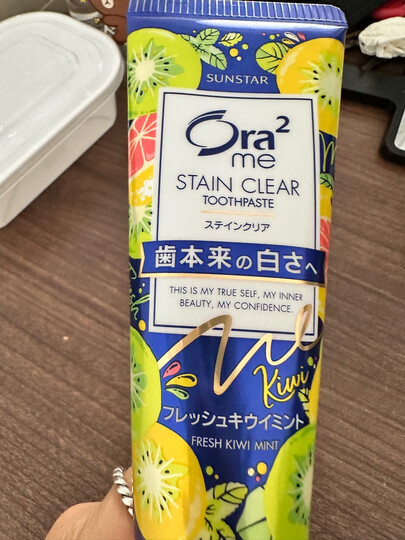 SUNSTAR
Ora²
me
STAIN CLEAR
TOOTHPASTE
ステインクリア
歯本来の白さへ
THIS IS MY TRUE SELF, MY INNER
BEAUTY, MY CONFIDENCE.
me
Kiwi
フレッシュキウイミント
FRESH KIWI MINT